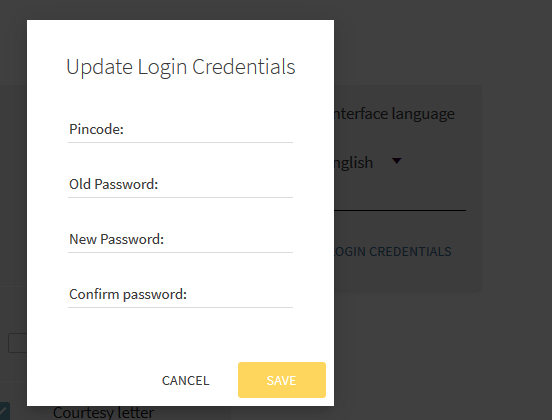 Update Login Credentials
Pincode:
nterface language
nglish
Old Password:
New Password:
OGIN CREDENTIALS
Confirm password:
CANCEL
SAVE
Courtesy letter